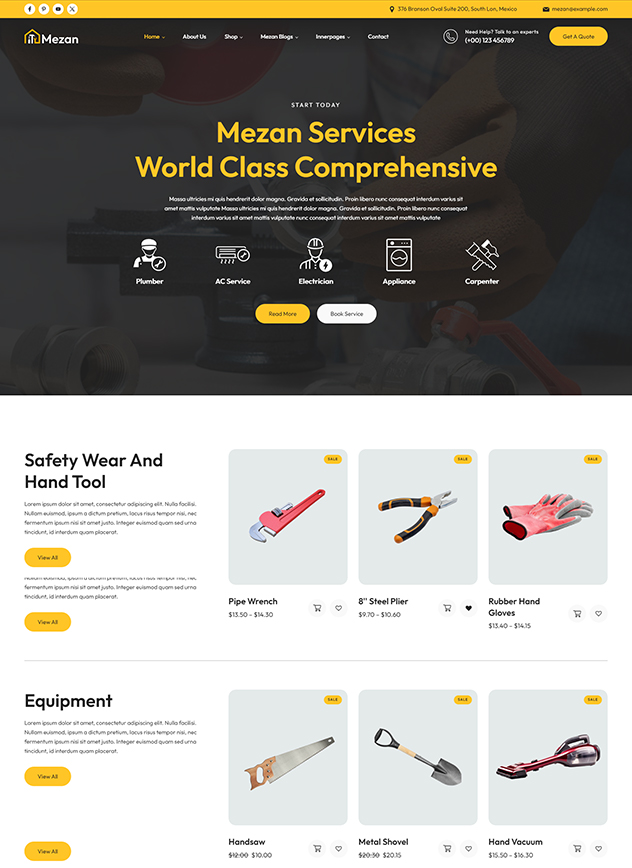 376 Bronson Oval Suite 200, South Lon, Mexico
mezan@example.com
Mezan
Home
About Us
Shop
Mezan Blogs
Innerpages
Contact
Need Help? Talk to an experts
(+00) 123 456789
Get A Quote
START TODAY
Mezan Services
World Class Comprehensive
Massa ultricies mi quis hendrerit dolor magna. Gravida et sollicitudin. Proin libero nunc consequat interdum varius sit
amet mattis vulputate Massa ultricies mi quis hendrerit dolor magna. Gravida et sollicitudin. Proin libero nunc consequat
interdum varius sit amet mattis vulputate nunc consequat interdum varius sit amet mattis vulputate
Plumber
AC Service
Electrician
Appliance
Carpenter
Read More
Book Service
Safety Wear And
Hand Tool
Lorem ipsum dolor sit amet, consectetur adipiscing elit. Nulla facilisi.
Nullam euismod, ipsum a dictum pretium, lacus risus tempor nisi, nec
fermentum ipsum nisi sit amet justo. Integer euismod quam sed urna
tincidunt, id interdum quam placerat.
View All
Nullam euismod, ipsum a dictum pretium, lacus risus tempor nisi, nec
fermentum ipsum nisi sit amet justo. Integer euismod quam sed urna
tincidunt, id interdum quam placerat.
View All
SALE
Pipe Wrench
$13.50 – $14.30
SALE
8'' Steel Plier
$9.70 – $10.60
SALE
Rubber Hand
Gloves
$13.40 – $14.15
Equipment
Lorem ipsum dolor sit amet, consectetur adipiscing elit. Nulla facilisi.
Nullam euismod, ipsum a dictum pretium, lacus risus tempor nisi, nec
fermentum ipsum nisi sit amet justo. Integer euismod quam sed urna
tincidunt, id interdum quam placerat.
View All
View All
SALE
Handsaw
$12.00 $10.00
SALE
Metal Shovel
$20.30 $20.15
SALE
Hand Vacuum
$15.50 – $16.30